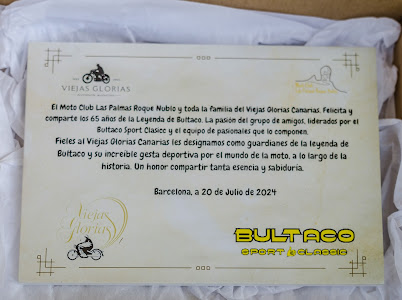 VIEJAS GLORIAS
El Moto Club Las Palmas Roque Nublo y toda la familia del Viejas Glorias Canarias. Felicita y
comparte los 65 años de la Leyenda de Bultaco. La pasión del grupo de amigos, liderados por el
Bultaco Sport Clasico y el equipo de pasionales que lo componen.
Fieles al Viejas Glorias Canarias les designamos como guardianes de la leyenda de
Bultaco y su increíble gesta deportiva por el mundo de la moto, a lo largo de la
historia. Un honor compartir tanta esencia y sabiduría.
Barcelona, a 20 de Julio de 2024
Viejas
Glorias
BULTACO
SPORT CLASSIC